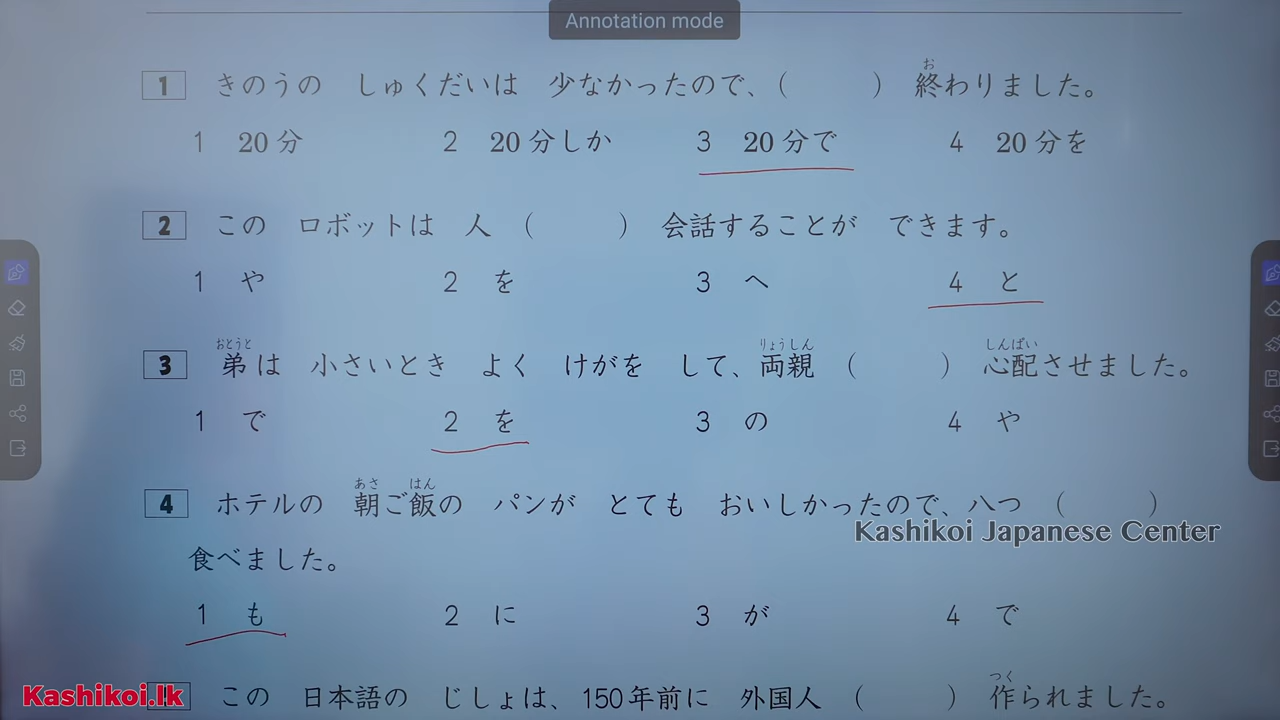 Annotation mode
1 きのうの しゅくだいは 少なかったので、( ) 終わりました。
お
1 20分 2 20分しか 3 20分で 4 20分を
2 この ロボットは 人 ( ) 会話することが できます。
1 や 2 を 3 へ 4 と
おとうと りょうしん しんぱい
3 弟は 小さいとき よく けがを して、両親 ( ) 心配させました。
1 で 2 を 3 の 4 や
あさ はん
4 ホテルの 朝ご飯の パンが とても おいしかったので、八つ ( )
Kashikoi Japanese Center
食べました。
1 も 2 に 3 が 4 で
つく
この 日本語の じしょは、150年前に 外国人 ( ) 作られました。
Kashikoi.lk